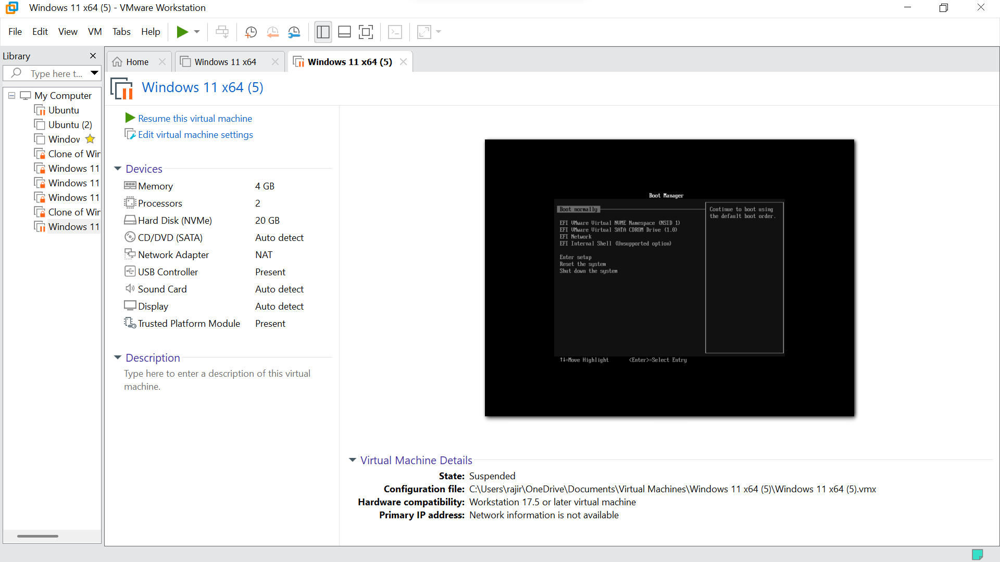 Windows 11 x64 (5) - VMware Workstation
File Edit View VM Tabs Help
Library
Type here t...
My Computer
Ubuntu
Ubuntu (2)
Window
Clone of Win
Windows 11
Windows 11
Windows 11
Clone of Win
Windows 11
Home
Windows 11 x64
Windows 11 x64 (5)
Windows 11 x64 (5)
Resume this virtual machine
Edit virtual machine settings
Devices
Memory 4 GB
Processors 2
Hard Disk (NVMe) 20 GB
CD/DVD (SATA) Auto detect
Network Adapter NAT
USB Controller Present
Sound Card Auto detect
Display Auto detect
Trusted Platform Module Present
Description
Type here to enter a description of this virtual
machine.
Boot Manager
Boot normally
EFI VMware Virtual NVME Namespace (NSID 1)
EFI VMware Virtual SATA CDROM Drive (1.0)
EFI Network
EFI Internal Shell (Unsupported option)
Enter setup
Reset the system
Shut down the system
Continue to boot using
the default boot order.
↑↓=Move Highlight <Enter>=Select Entry
Virtual Machine Details
State: Suspended
Configuration file: C:\Users\rajir\OneDrive\Documents\Virtual Machines\Windows 11 x64 (5)\Windows 11 x64 (5).vmx
Hardware compatibility: Workstation 17.5 or later virtual machine
Primary IP address: Network information is not available